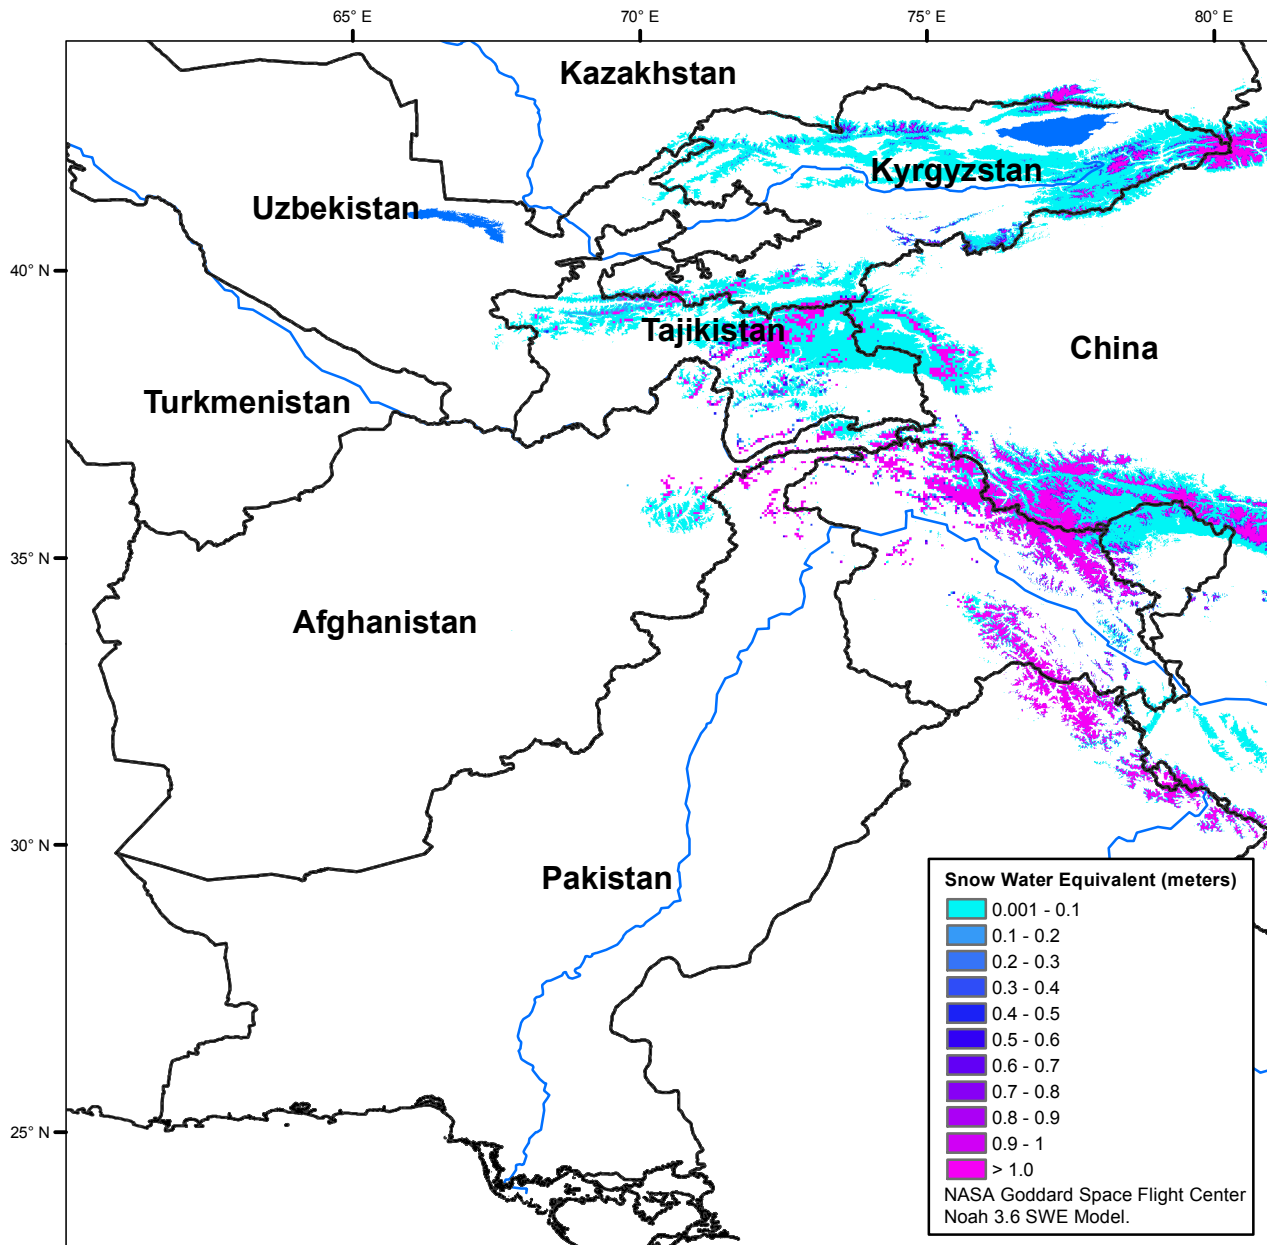 65° E
70° E
75° E
80° E
Kazakhstan
Kyrgyzstan
Uzbekistan
40° N
Tajikistan
China
Turkmenistan
35° N
Afghanistan
30° N
Pakistan
25° N
Snow Water Equivalent (meters)
0.001 - 0.1
0.1 - 0.2
0.2 - 0.3
0.3 - 0.4
0.4 - 0.5
0.5 - 0.6
0.6 - 0.7
0.7 - 0.8
0.8 - 0.9
0.9 - 1
> 1.0
NASA Goddard Space Flight Center
Noah 3.6 SWE Model.